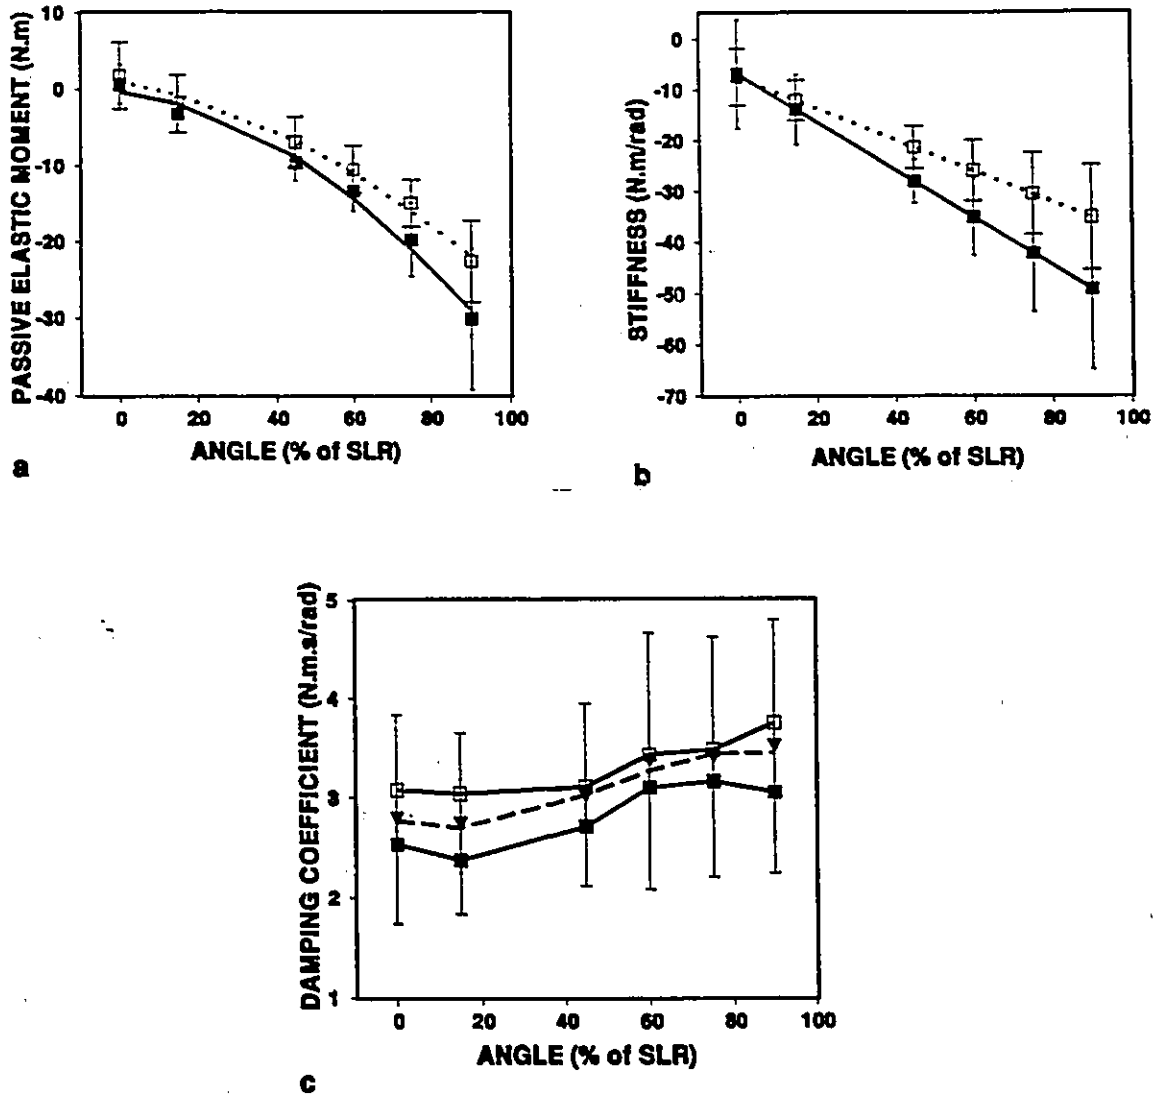 PASSIVE ELASTIC MOMENT (N.m)
10
0
-10
-20
-30
-40
0 20 40 60 80 100
ANGLE (% of SLR)
a
STIFFNESS (N.m/rad)
0
-10
-20
-30
-40
-50
-60
-70
0 20 40 60 80 100
ANGLE (% of SLR)
b
DAMPING COEFFICIENT (N.m.s/rad)
5
4
3
2
1
0 20 40 60 80 100
ANGLE (% of SLR)
c